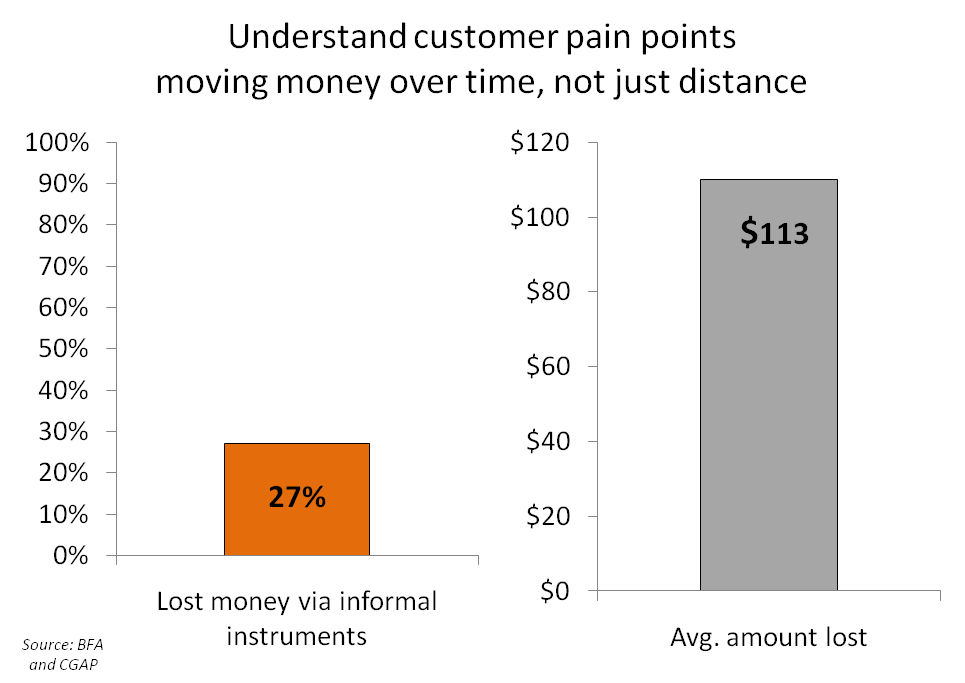 Understand customer pain points
moving money over time, not just distance
100%
90%
80%
70%
60%
50%
40%
30%
20%
10%
0%
27%
Lost money via informal
instruments
$120
$100
$80
$60
$40
$20
$0
$113
Avg. amount lost
Source: BFA
and CGAP